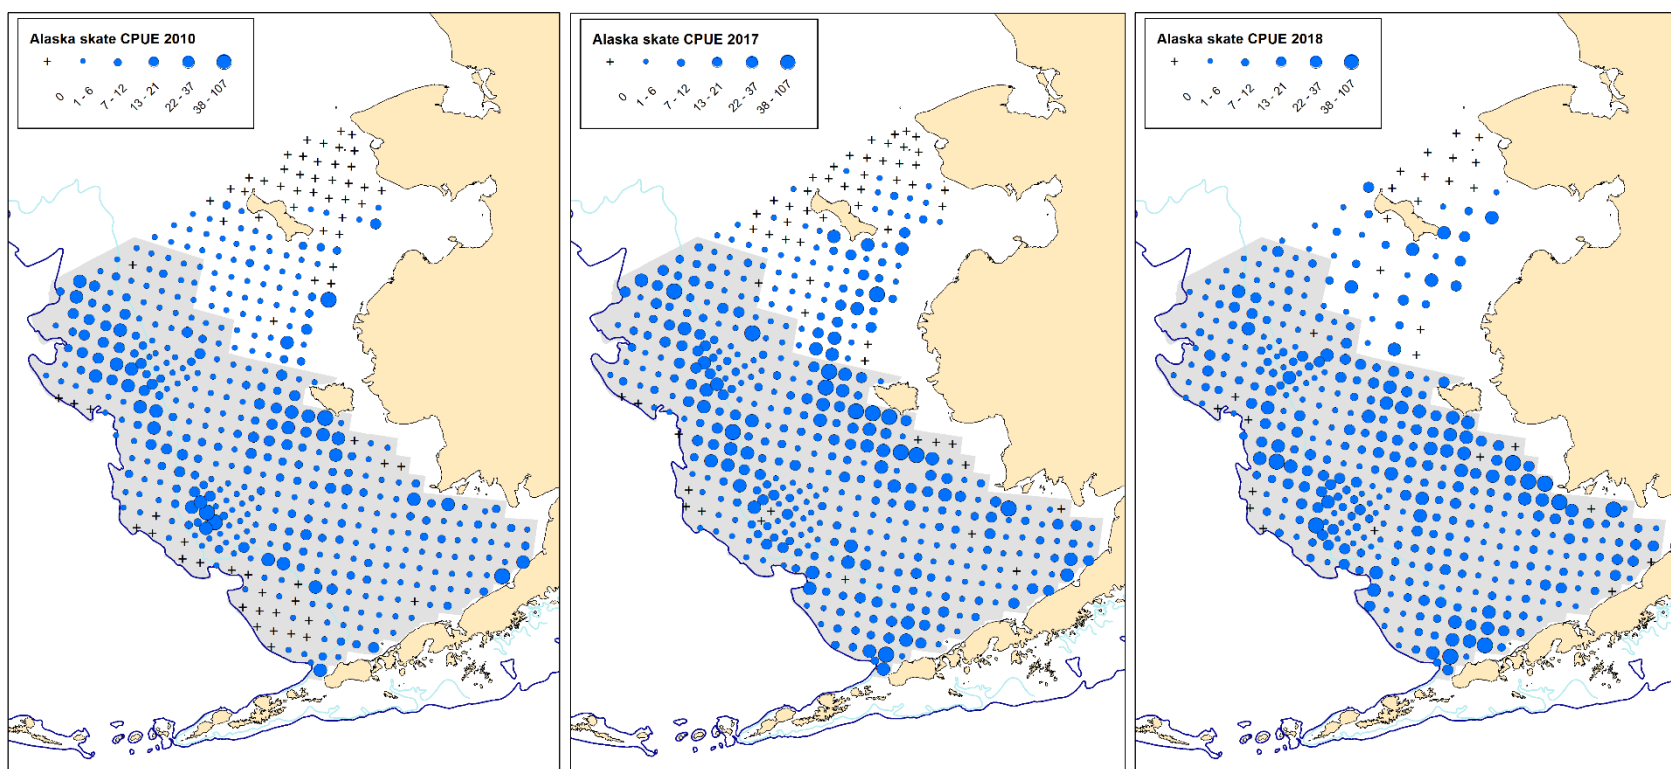 Alaska skate CPUE 2010
0 1 - 6 7 - 12 13 - 21 22 - 37 38 - 107
Alaska skate CPUE 2017
0 1 - 6 7 - 12 13 - 21 22 - 37 38 - 107
Alaska skate CPUE 2018
0 1 - 6 7 - 12 13 - 21 22 - 37 38 - 107